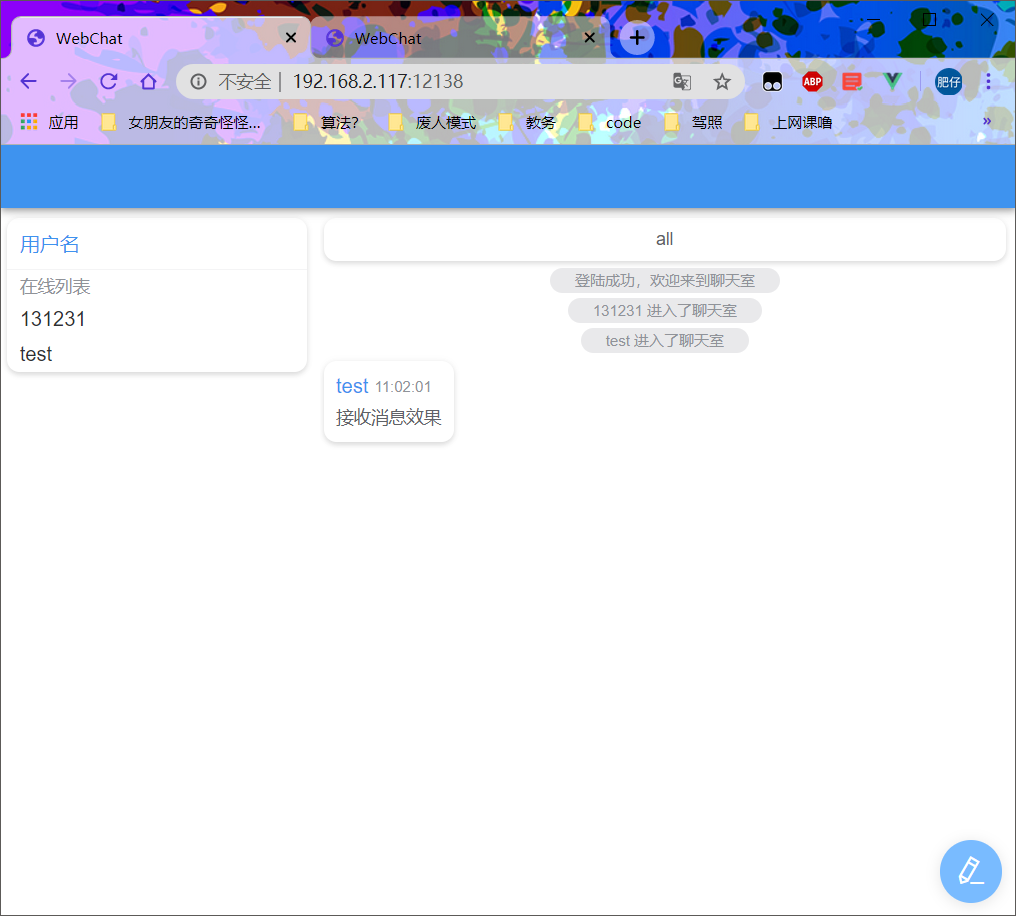 WebChat
WebChat
不安全 | 192.168.2.117:12138
ABP
肥仔
应用 女朋友的奇奇怪怪... 算法? 废人模式 教务 code 驾照 上网课噜 »
用户名
在线列表
131231
test
all
登陆成功，欢迎来到聊天室
131231 进入了聊天室
test 进入了聊天室
test 11:02:01
接收消息效果